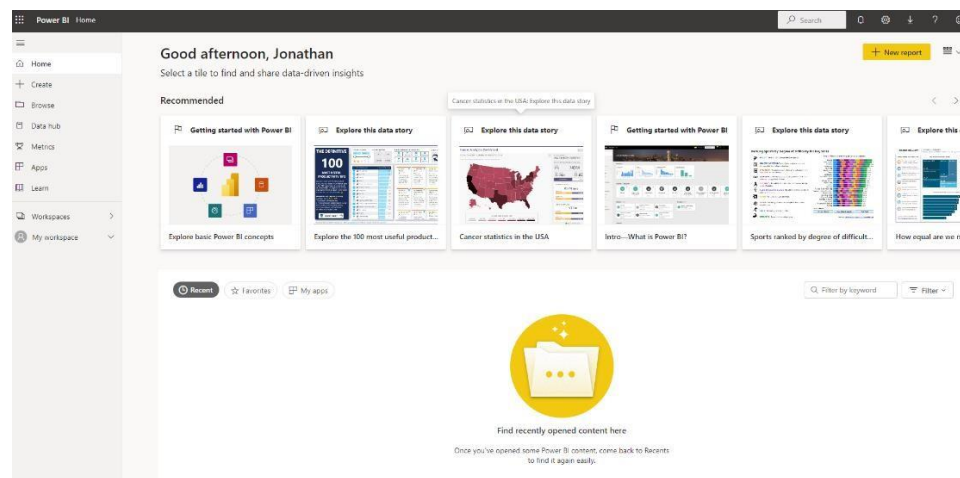 Power BI Home
Search
Good afternoon, Jonathan
Select a tile to find and share data-driven insights
New report
Home
Create
Browse
Data hub
Metrics
Apps
Learn
Workspaces
My workspace
Recommended
Cancer statistics in the USA: Explore this data story
Getting started with Power BI
Explore basic Power BI concepts
Explore this data story
THE DEFINITIVE
100
Explore the 100 most useful product...
Explore this data story
Cancer statistics in the USA
Getting started with Power BI
Intro—What is Power BI?
Explore this data story
Sports ranked by degree of difficult...
Explore this
How equal are we
Recent
Favorites
My apps
Filter by keyword
Filter
Find recently opened content here
Once you've opened some Power BI content, come back to Recents
to find it again easily.